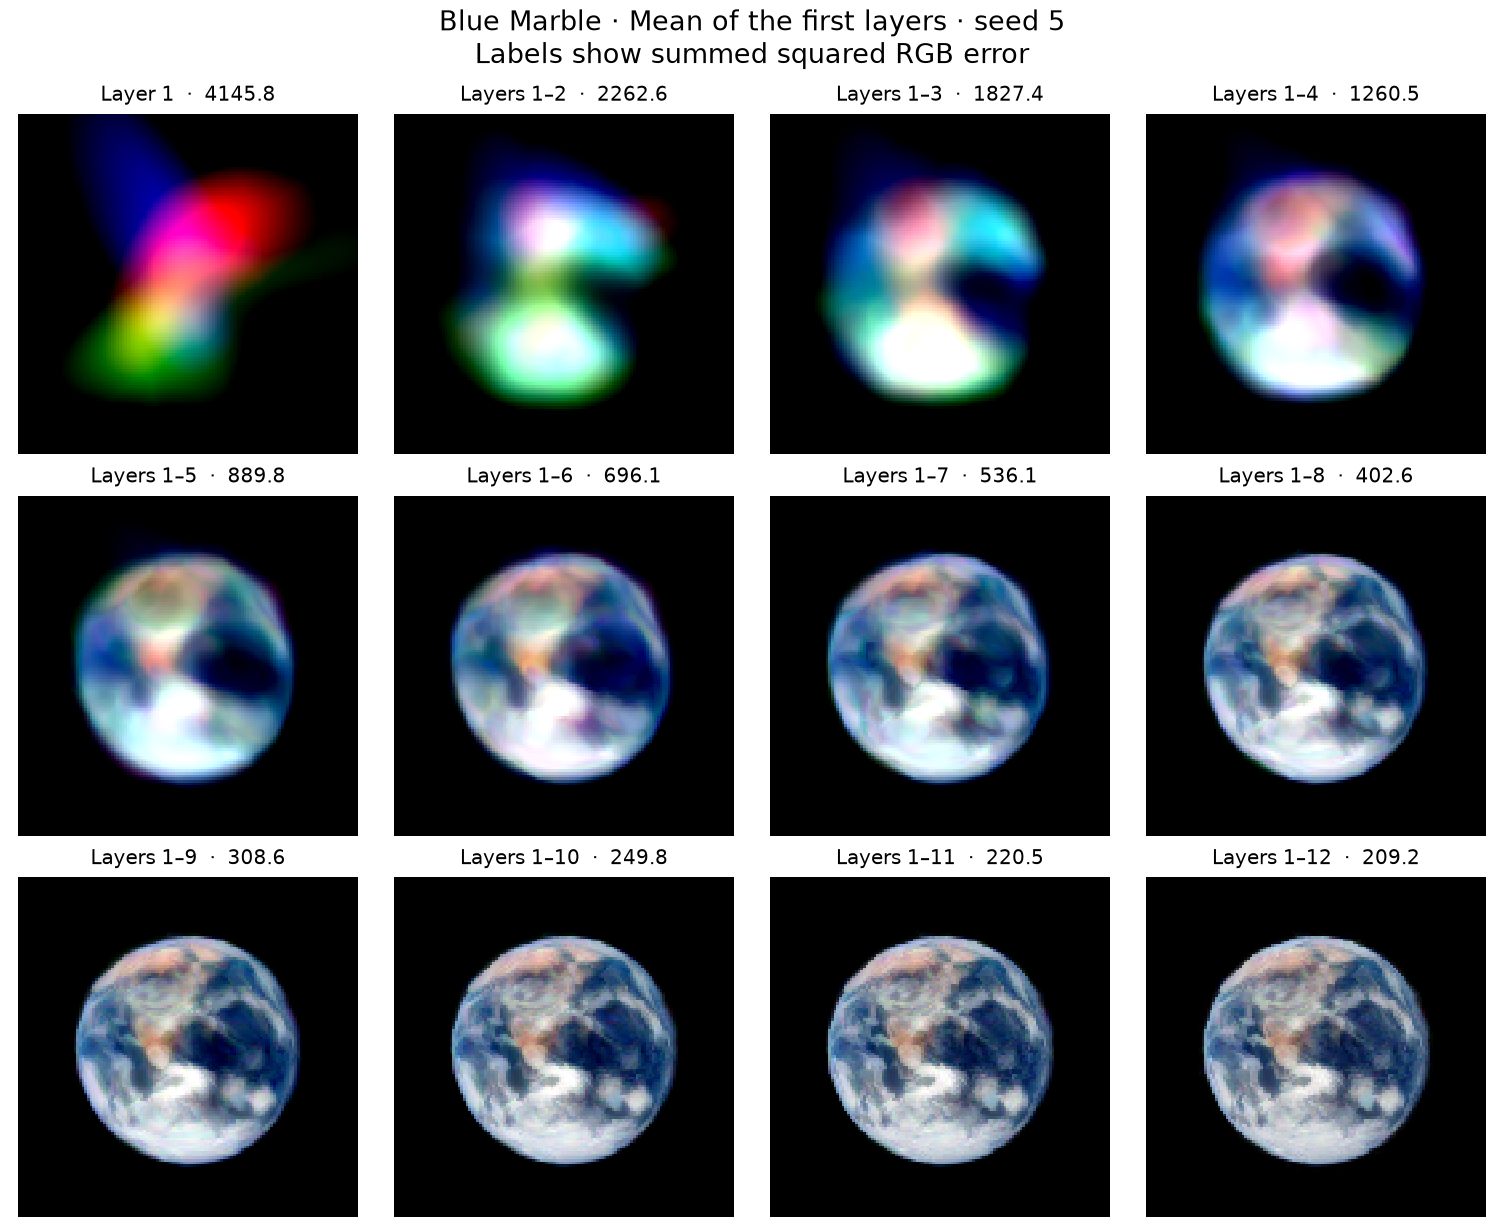 Blue Marble · Mean of the first layers · seed 5
Labels show summed squared RGB error
Layer 1 · 4145.8
Layers 1–2 · 2262.6
Layers 1–3 · 1827.4
Layers 1–4 · 1260.5
Layers 1–5 · 889.8
Layers 1–6 · 696.1
Layers 1–7 · 536.1
Layers 1–8 · 402.6
Layers 1–9 · 308.6
Layers 1–10 · 249.8
Layers 1–11 · 220.5
Layers 1–12 · 209.2